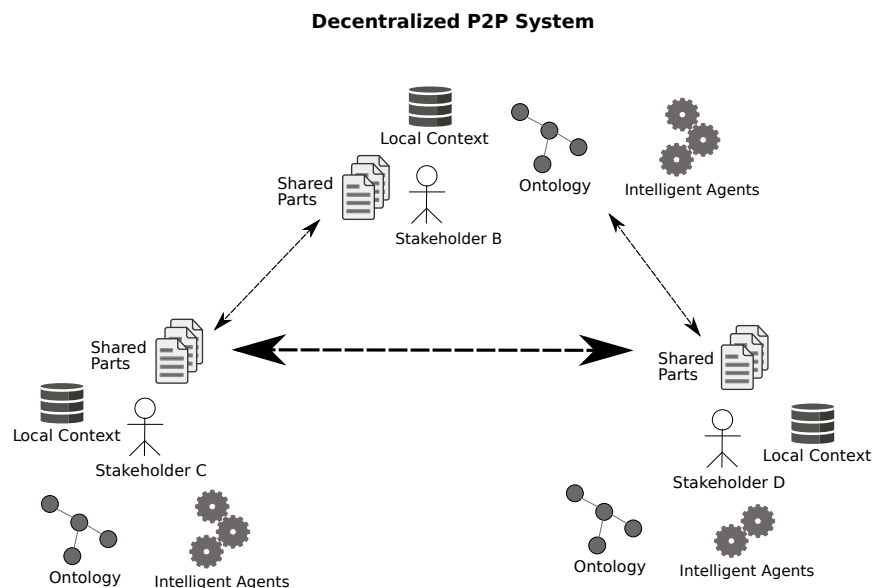 Decentralized P2P System
Local Context
Ontology
Intelligent Agents
Shared
Parts
Stakeholder B
Shared
Parts
Local Context
Stakeholder C
Ontology
Intelligent Agents
Shared
Parts
Local Context
Stakeholder D
Ontology
Intelligent Agents